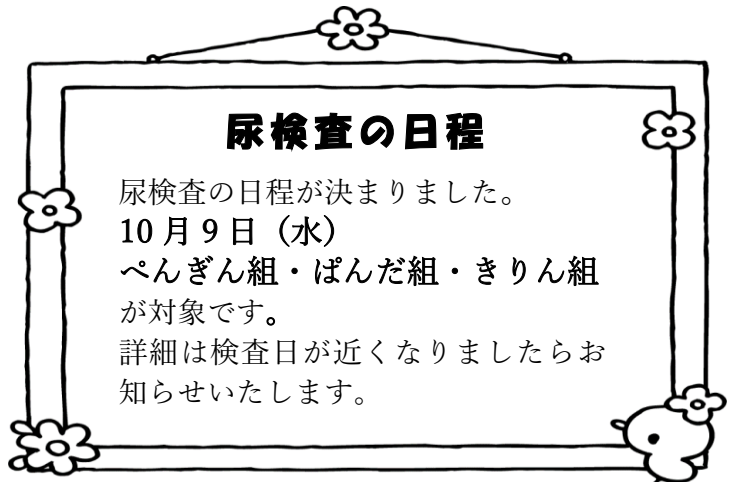 尿検査の日程
尿検査の日程が決まりました。
10月9日（水）
ぺんぎん組・ぱんだ組・きりん組
が対象です。
詳細は検査日が近くなりましたらお
知らせいたします。